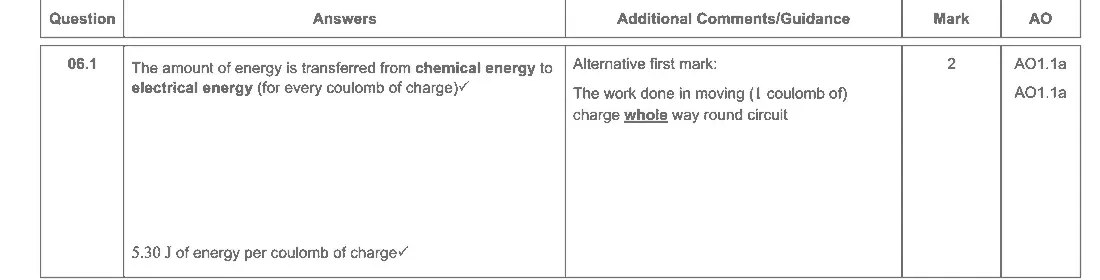 Question Answers Additional Comments/Guidance Mark AO
06.1 The amount of energy is transferred from chemical energy to Alternative first mark: 2 AO1.1a
electrical energy (for every coulomb of charge)✓ The work done in moving (1 coulomb of) AO1.1a
charge whole way round circuit
5.30 J of energy per coulomb of charge✓